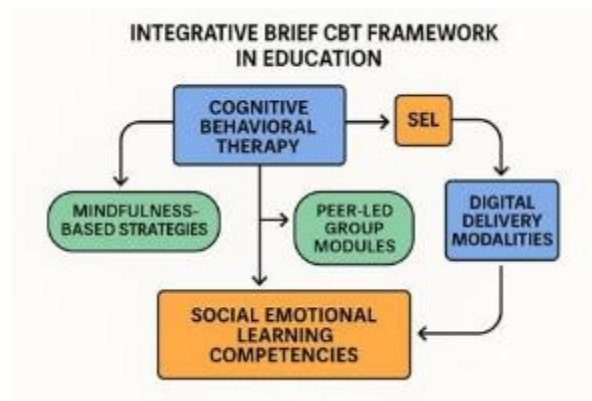 INTEGRATIVE BRIEF CBT FRAMEWORK
IN EDUCATION
COGNITIVE
BEHAVIORAL
THERAPY
SEL
MINDFULNESS-
BASED STRATEGIES
PEER-LED
GROUP
MODULES
DIGITAL
DELIVERY
MODALITIES
SOCIAL EMOTIONAL
LEARNING
COMPETENCIES